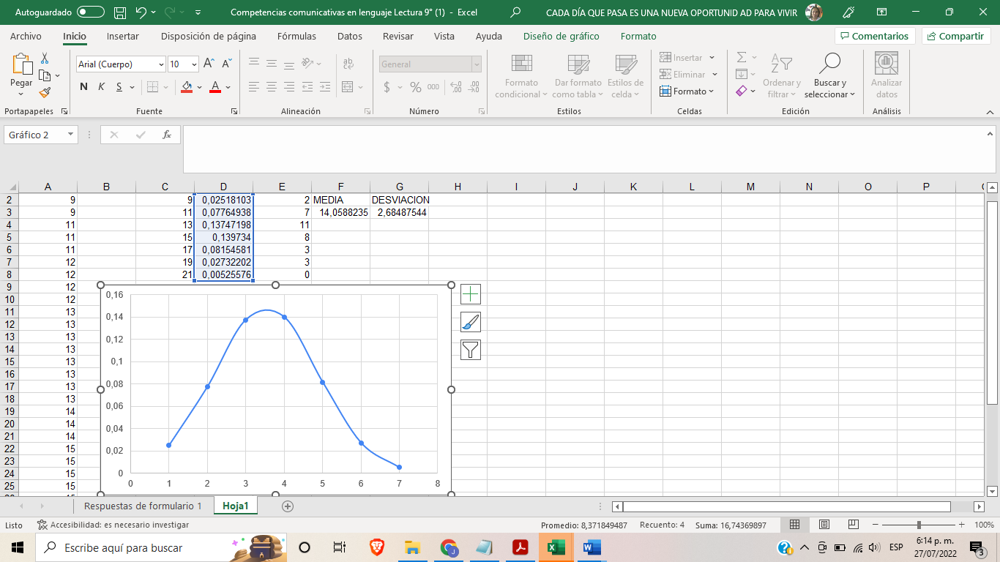 Autoguardado
Competencias comunicativas en lenguaje Lectura 9° (1) - Excel
CADA DÍA QUE PASA ES UNA NUEVA OPORTUNID AD PARA VIVIR
Archivo Inicio Insertar Disposición de página Fórmulas Datos Revisar Vista Ayuda Diseño de gráfico Formato Comentarios Compartir
Pegar
Arial (Cuerpo) 10 A A
N K S A
ab
General
$ % 000
Formato condicional
Dar formato como tabla
Estilos de celda
Insertar
Eliminar
Formato
Ordenar y filtrar
Buscar y seleccionar
Analizar datos
Portapapeles Fuente Alineación Número Estilos Celdas Edición Análisis
Gráfico 2 fx
A B C D E F G H I J K L M N O P
2 9 9 0,02518103 2 MEDIA DESVIACION
3 9 11 0,07764938 7 14,0588235 2,68487544
4 11 13 0,13747198 11
5 11 15 0,139734 8
6 11 17 0,08154581 3
7 12 19 0,02732202 3
8 12 21 0,00525576 0
9 12
10 12
11 13
12 13
13 13
14 13
15 13
16 13
17 13
18 13
19 14
20 14
21 14
22 15
23 15
24 15
25 15
0,16
0,14
0,12
0,1
0,08
0,06
0,04
0,02
0
0 1 2 3 4 5 6 7 8
Respuestas de formulario 1 Hoja1
Listo Accesibilidad: es necesario investigar Promedio: 8,371849487 Recuento: 4 Suma: 16,74369897 100%
Escribe aquí para buscar
ESP
6:14 p. m.
27/07/2022
3